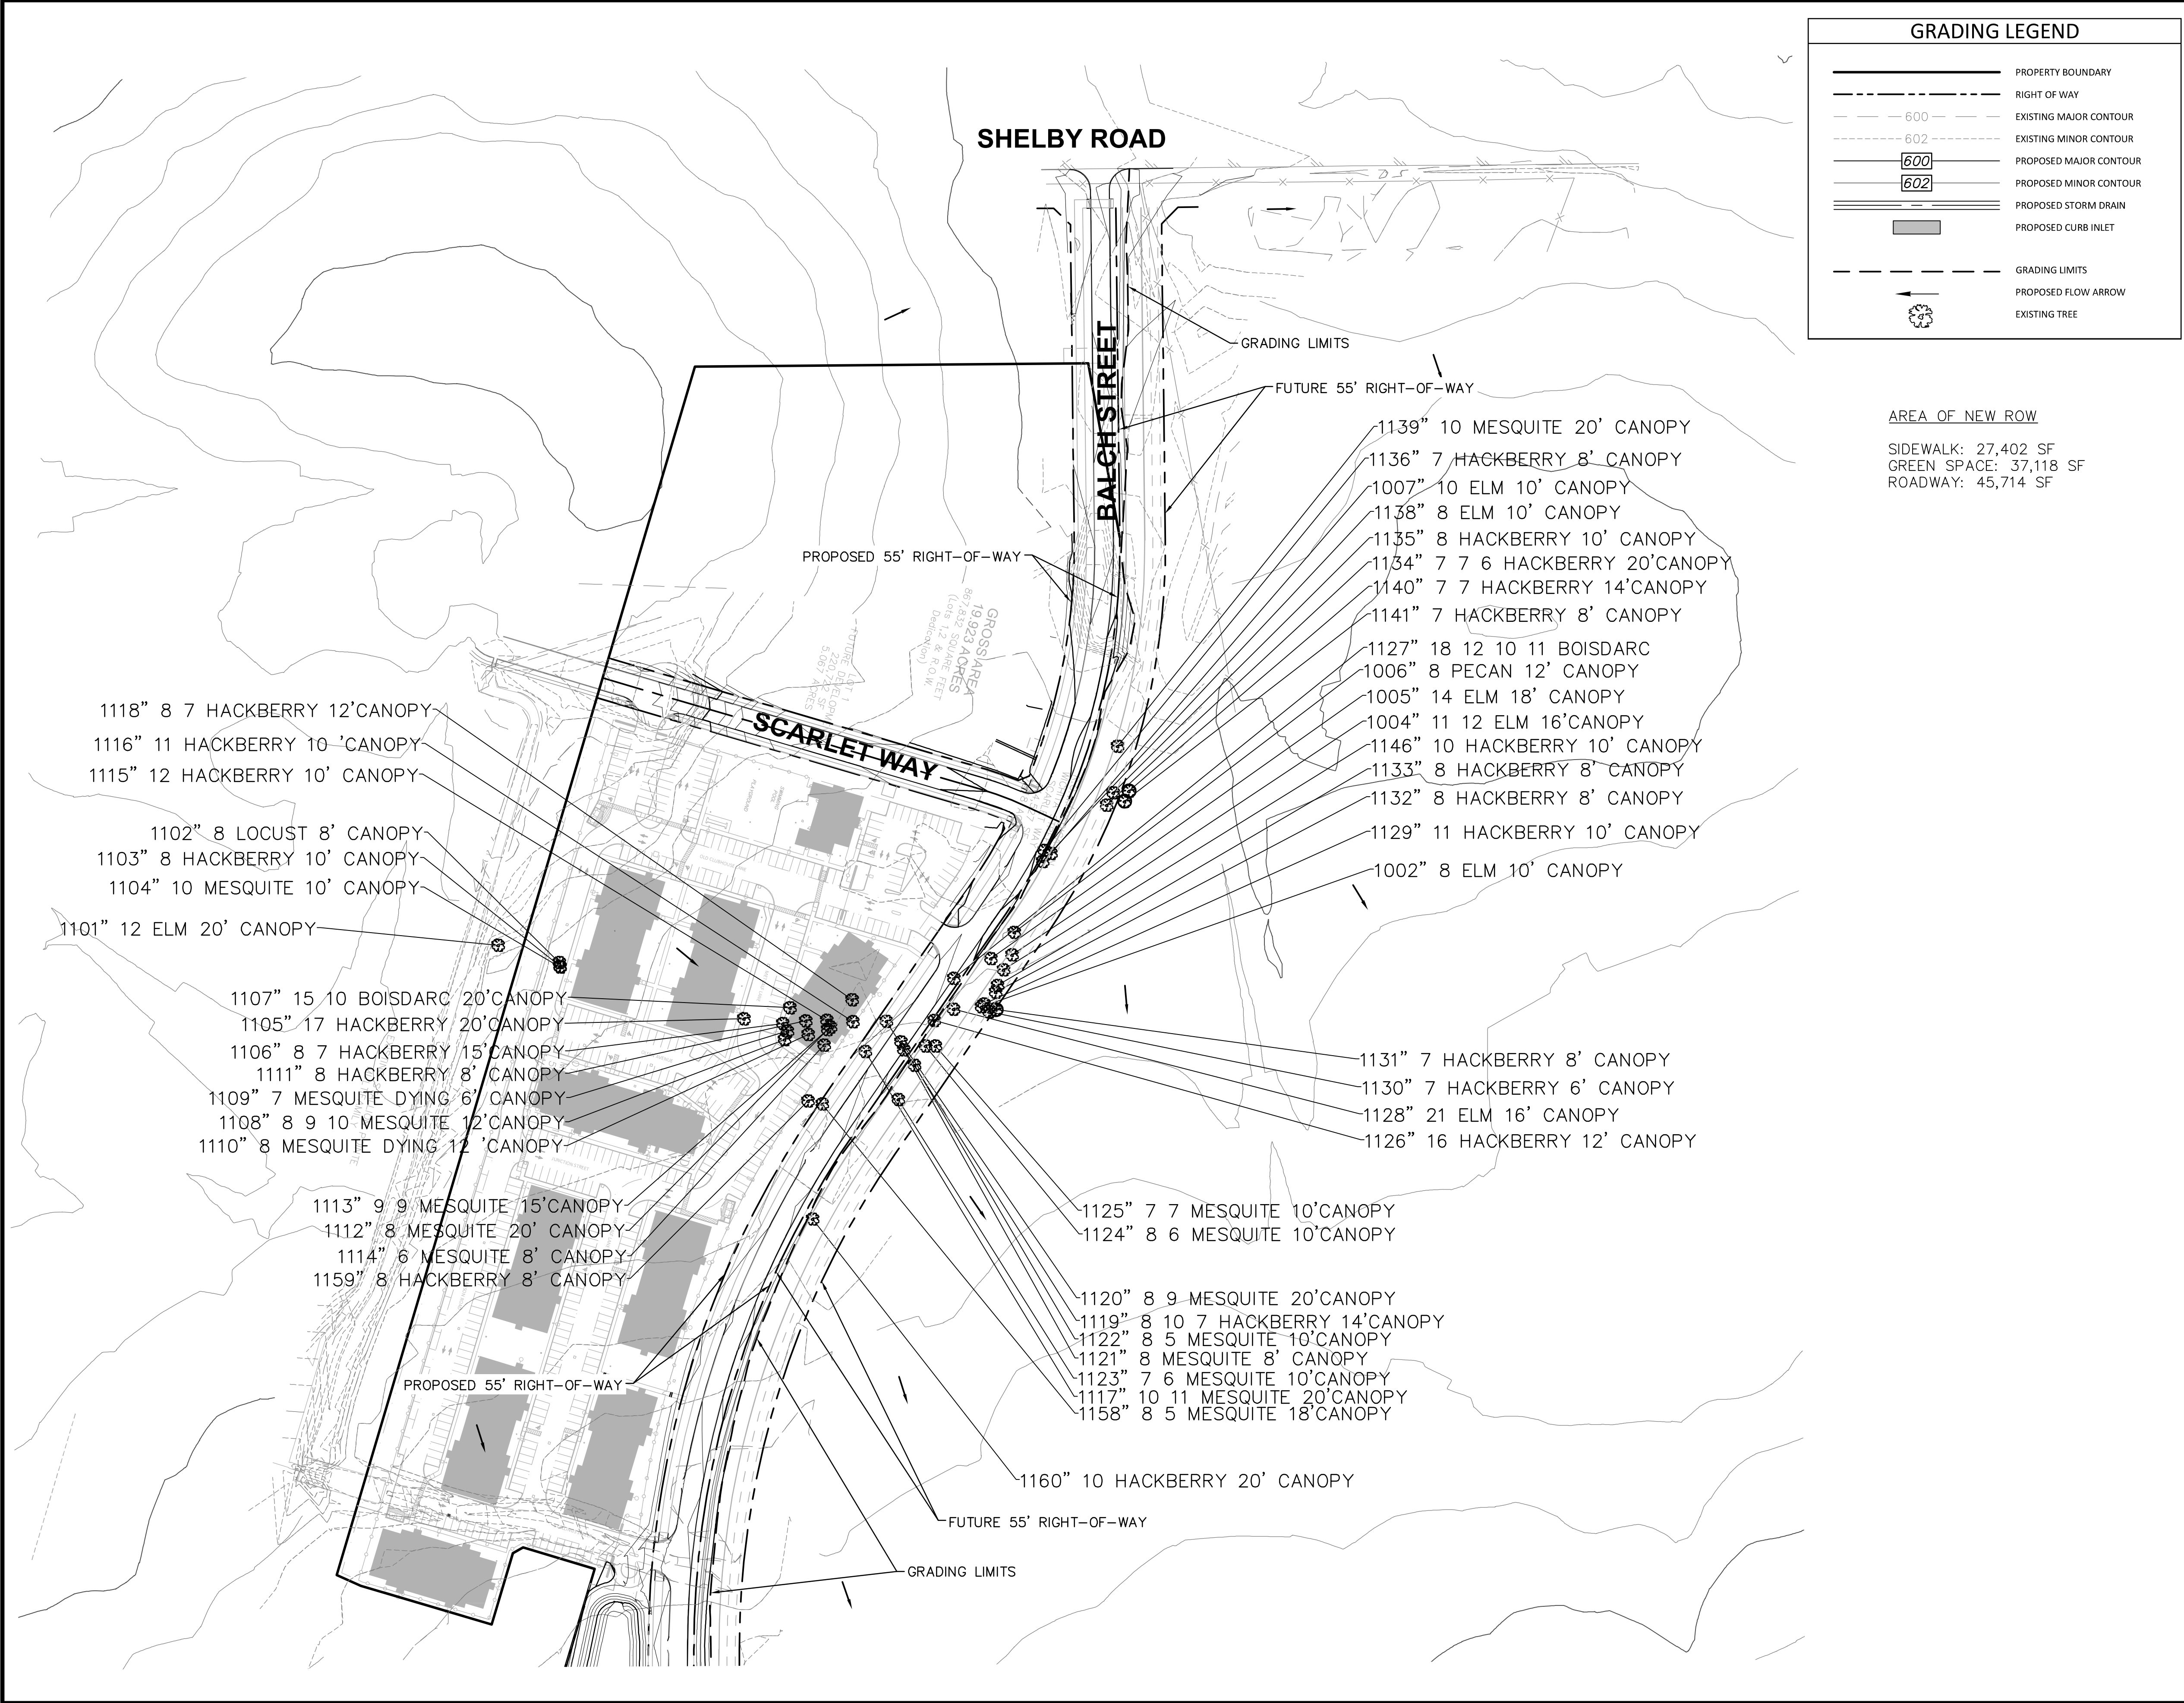 GRADING LEGEND
PROPERTY BOUNDARY
RIGHT OF WAY
600
EXISTING MAJOR CONTOUR
602
EXISTING MINOR CONTOUR
600
PROPOSED MAJOR CONTOUR
602
PROPOSED MINOR CONTOUR
PROPOSED STORM DRAIN
PROPOSED CURB INLET
GRADING LIMITS
PROPOSED FLOW ARROW
EXISTING TREE
AREA OF NEW ROW
SIDEWALK: 27,402 SF
GREEN SPACE: 37,118 SF
ROADWAY: 45,714 SF
SHELBY ROAD
BALCH STREET
GRADING LIMITS
FUTURE 55' RIGHT-OF-WAY
PROPOSED 55' RIGHT-OF-WAY
GROSS AREA
19.923 ACRES
867,832 SQUARE FEET
(Lots 1,2 & R.O.W
Dedication)
SCARLET WAY
1139" 10 MESQUITE 20' CANOPY
1136" 7 HACKBERRY 8' CANOPY
1007" 10 ELM 10' CANOPY
1138" 8 ELM 10' CANOPY
1135" 8 HACKBERRY 10' CANOPY
1134" 7 7 6 HACKBERRY 20'CANOPY
1140" 7 7 HACKBERRY 14'CANOPY
1141" 7 HACKBERRY 8' CANOPY
1127" 18 12 10 11 BOISDARC
1006" 8 PECAN 12' CANOPY
1005" 14 ELM 18' CANOPY
1004" 11 12 ELM 16'CANOPY
1146" 10 HACKBERRY 10' CANOPY
1133" 8 HACKBERRY 8' CANOPY
1132" 8 HACKBERRY 8' CANOPY
1129" 11 HACKBERRY 10' CANOPY
1002" 8 ELM 10' CANOPY
1118" 8 7 HACKBERRY 12'CANOPY
1116" 11 HACKBERRY 10 'CANOPY
1115" 12 HACKBERRY 10' CANOPY
1102" 8 LOCUST 8' CANOPY
1103" 8 HACKBERRY 10' CANOPY
1104" 10 MESQUITE 10' CANOPY
1101" 12 ELM 20' CANOPY
1107" 15 10 BOISDARC 20'CANOPY
1105" 17 HACKBERRY 20'CANOPY
1106" 8 7 HACKBERRY 15'CANOPY
1111" 8 HACKBERRY 8' CANOPY
1109" 7 MESQUITE DYING 6' CANOPY
1108" 8 9 10 MESQUITE 12'CANOPY
1110" 8 MESQUITE DYING 12 'CANOPY
1113" 9 9 MESQUITE 15'CANOPY
1112" 8 MESQUITE 20' CANOPY
1114" 6 MESQUITE 8' CANOPY
1159" 8 HACKBERRY 8' CANOPY
1131" 7 HACKBERRY 8' CANOPY
1130" 7 HACKBERRY 6' CANOPY
1128" 21 ELM 16' CANOPY
1126" 16 HACKBERRY 12' CANOPY
1125" 7 7 MESQUITE 10'CANOPY
1124" 8 6 MESQUITE 10'CANOPY
1120" 8 9 MESQUITE 20'CANOPY
1119" 8 10 7 HACKBERRY 14'CANOPY
1122" 8 5 MESQUITE 10'CANOPY
1121" 8 MESQUITE 8' CANOPY
1123" 7 6 MESQUITE 10'CANOPY
1117" 10 11 MESQUITE 20'CANOPY
1158" 8 5 MESQUITE 18'CANOPY
1160" 10 HACKBERRY 20' CANOPY
PROPOSED 55' RIGHT-OF-WAY
FUTURE 55' RIGHT-OF-WAY
GRADING LIMITS